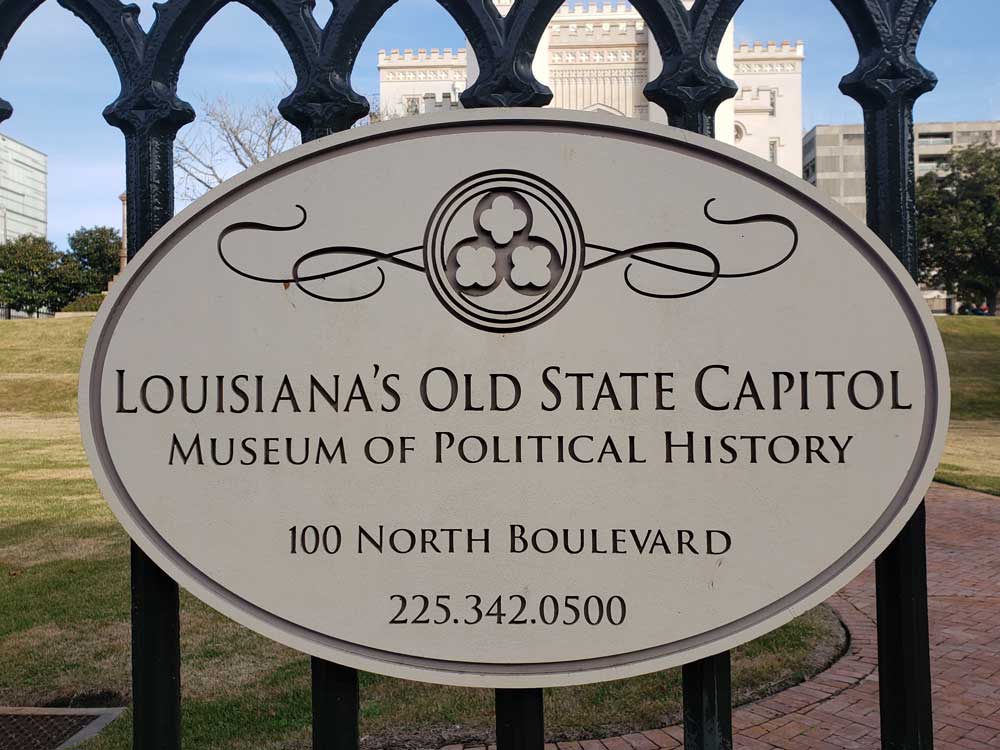 Louisiana's Old State Capitol
Museum of Political History
100 North Boulevard
225.342.0500